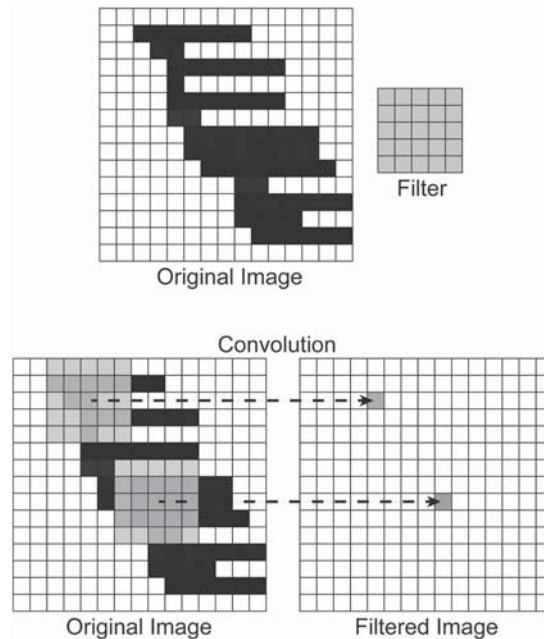 Filter
Original Image
Convolution
Original Image
Filtered Image